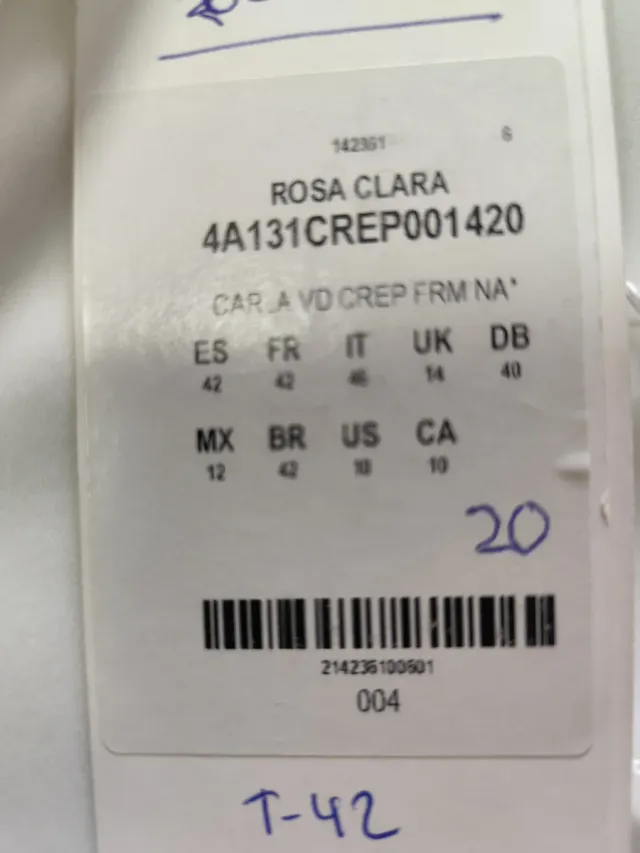 142361 6
ROSA CLARA
4A131CREP001420
CARLA VD CREP FRM NA*
ES FR IT UK DB
42 42 46 14 40
MX BR US CA
12 42 10 10
20
214236100601
004
T-42